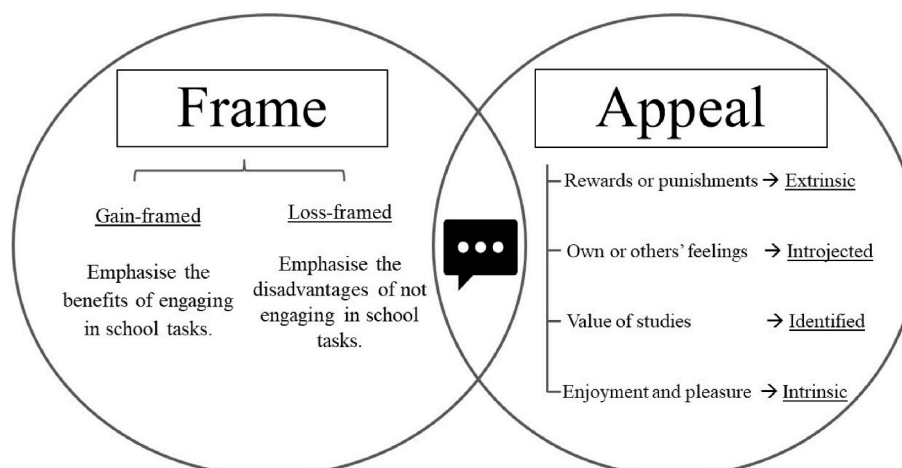 Frame
Gain-framed
Emphasise the
benefits of engaging
in school tasks.
Loss-framed
Emphasise the
disadvantages of not
engaging in school
tasks.
Appeal
Rewards or punishments → Extrinsic
Own or others' feelings → Introjected
Value of studies → Identified
Enjoyment and pleasure → Intrinsic